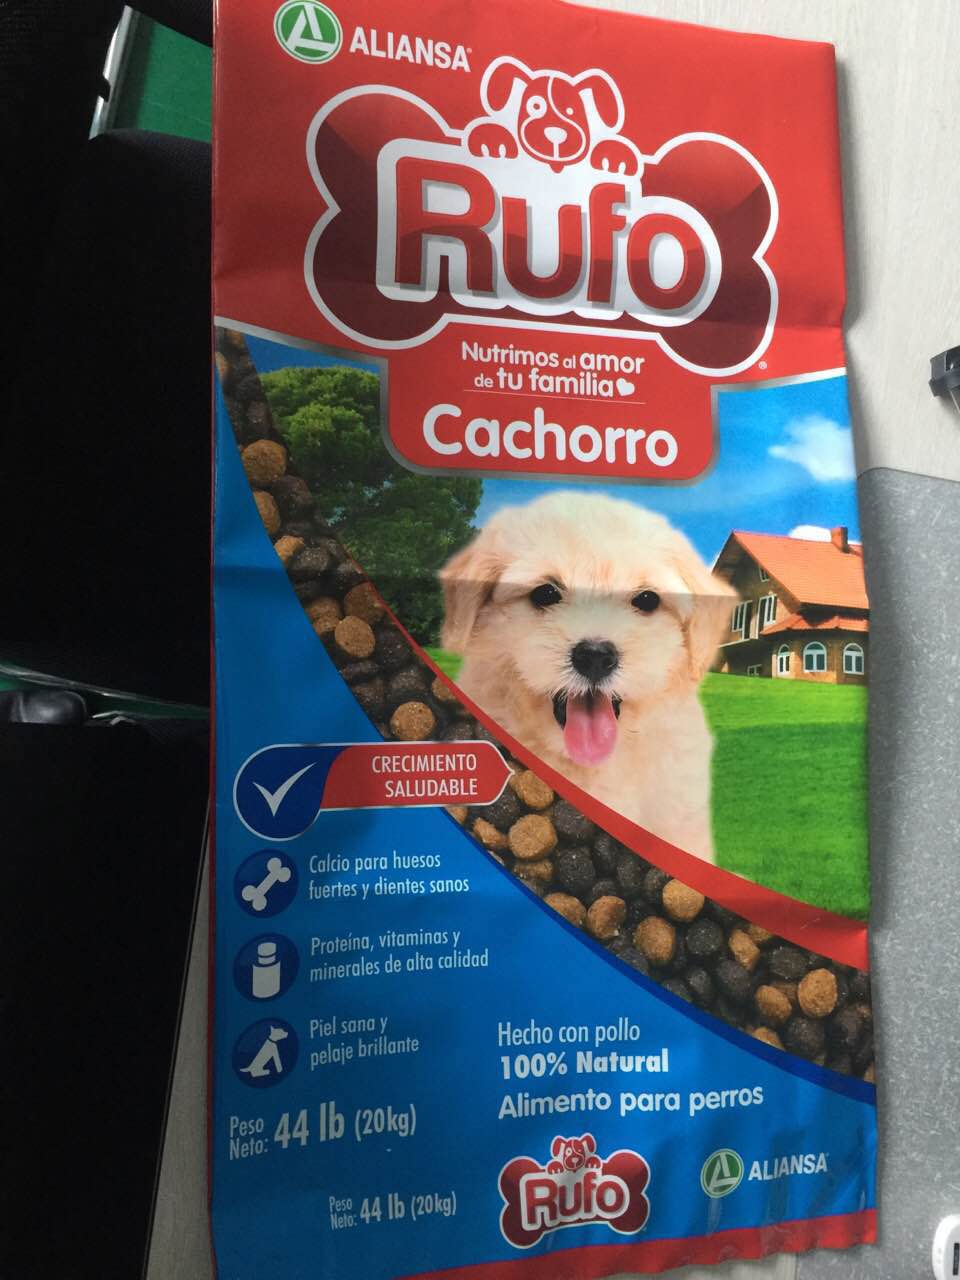 ALIANSA
Rufo
Nutrimos al amor
de tu familia
Cachorro
CRECIMIENTO
SALUDABLE
Calcio para huesos
fuertes y dientes sanos
Proteína, vitaminas y
minerales de alta calidad
Piel sana y
pelaje brillante
Hecho con pollo
100% Natural
Alimento para perros
Peso
Neto: 44 lb (20kg)
Peso
Neto: 44 lb (20kg)
Rufo
ALIANSA